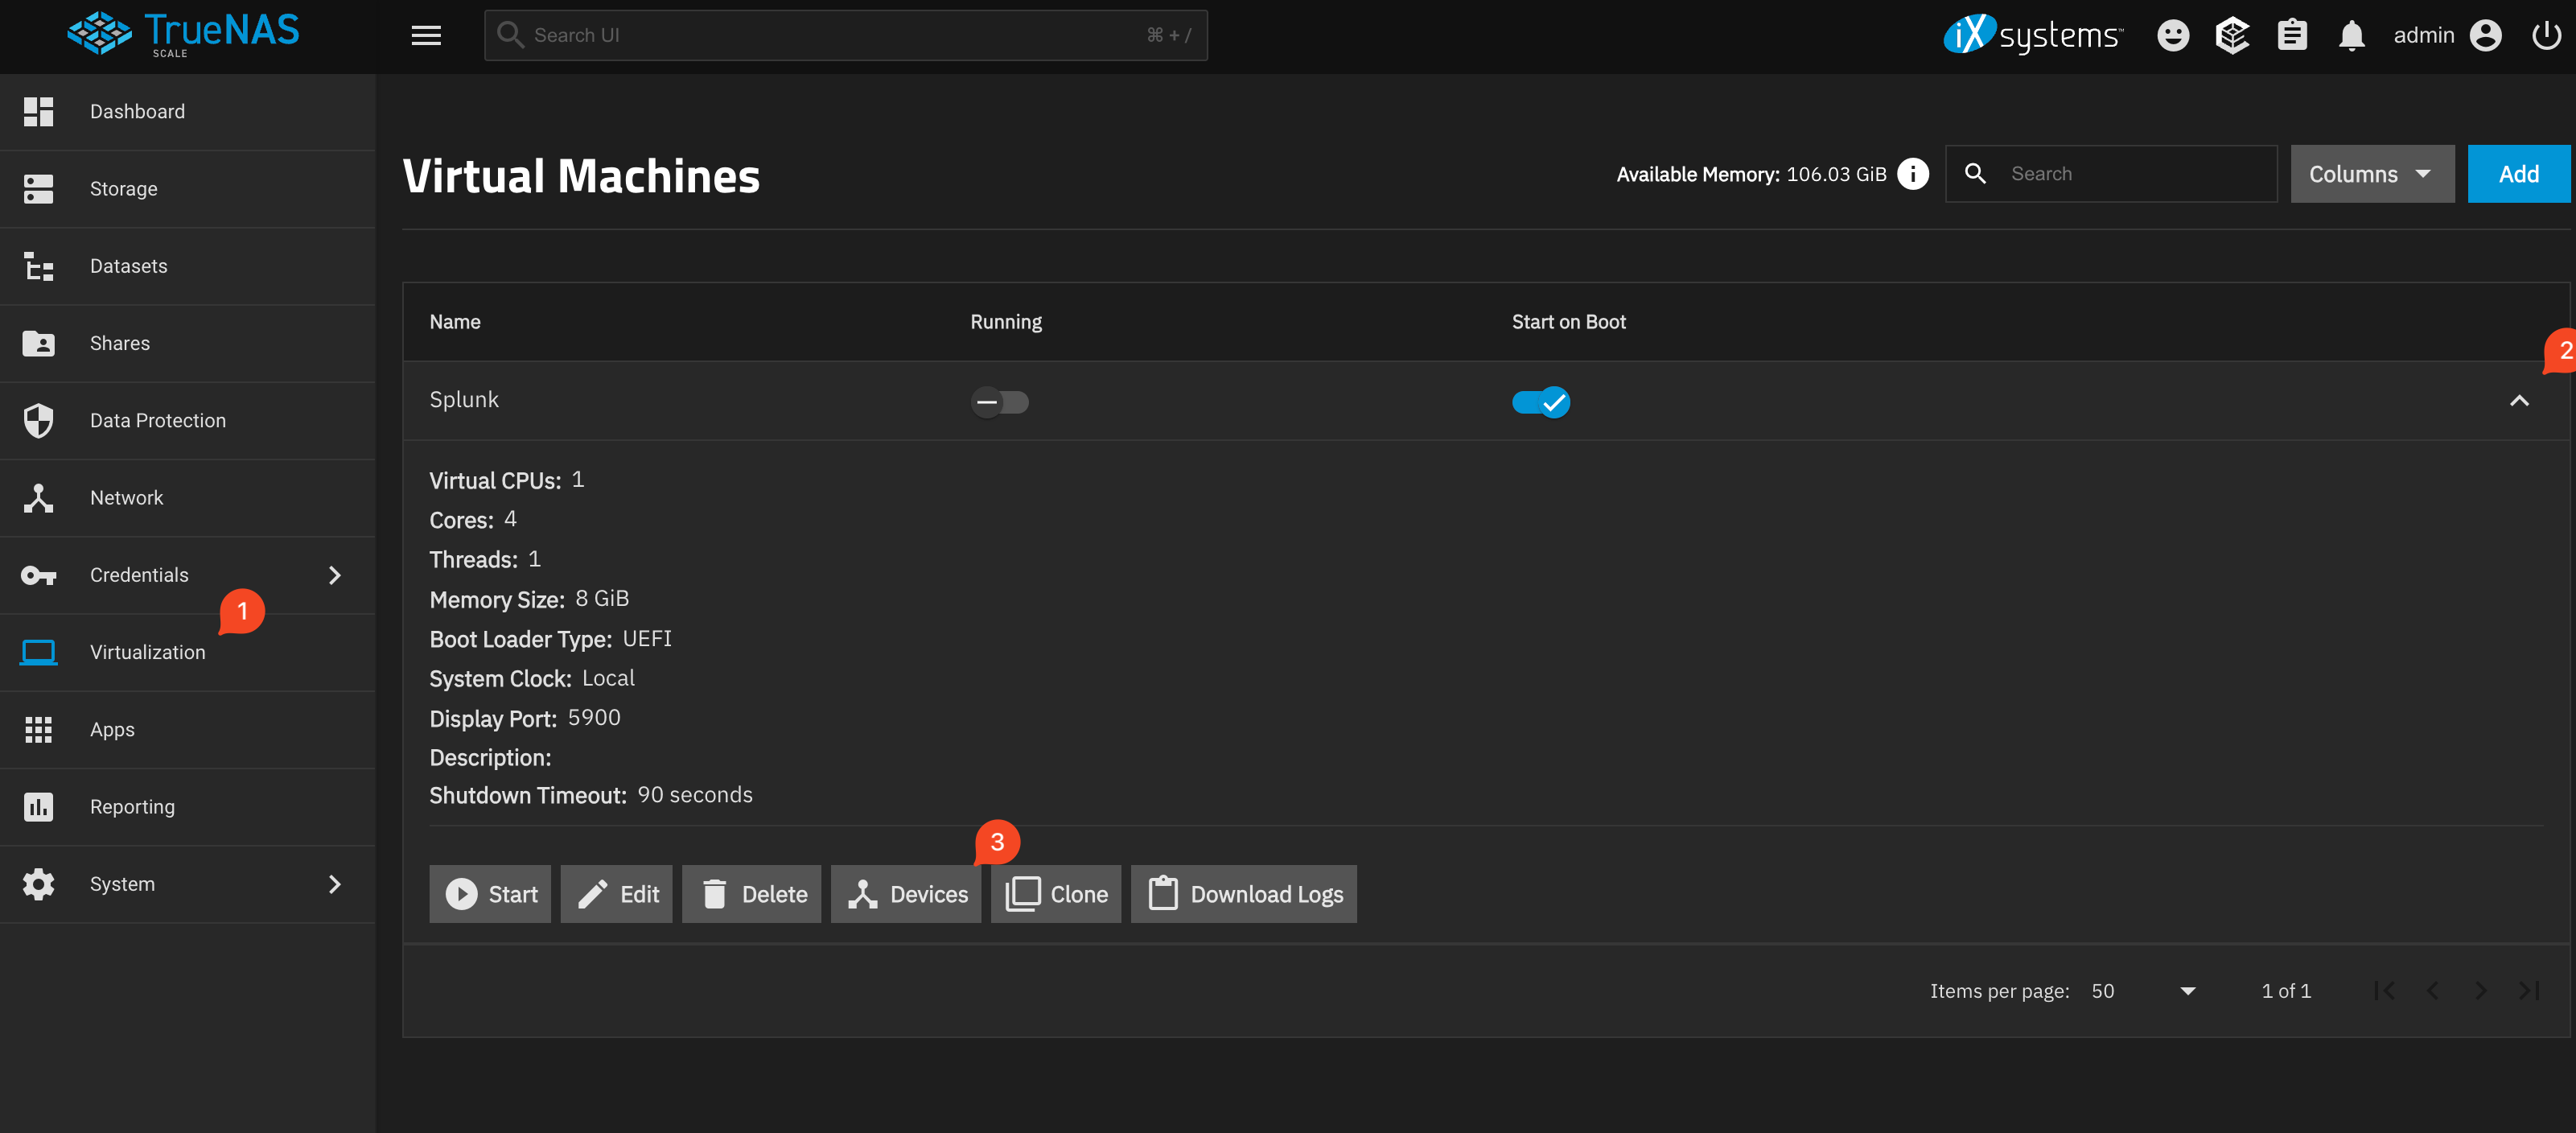 TrueNAS
SCALE
Search UI
⌘ + /
iXsystems™
admin
Dashboard
Storage
Datasets
Shares
Data Protection
Network
Credentials
1
Virtualization
Apps
Reporting
System
Virtual Machines
Available Memory: 106.03 GiB
Search
Columns
Add
Name Running Start on Boot
2
Splunk
Virtual CPUs: 1
Cores: 4
Threads: 1
Memory Size: 8 GiB
Boot Loader Type: UEFI
System Clock: Local
Display Port: 5900
Description:
Shutdown Timeout: 90 seconds
3
Start Edit Delete Devices Clone Download Logs
Items per page: 50 1 of 1